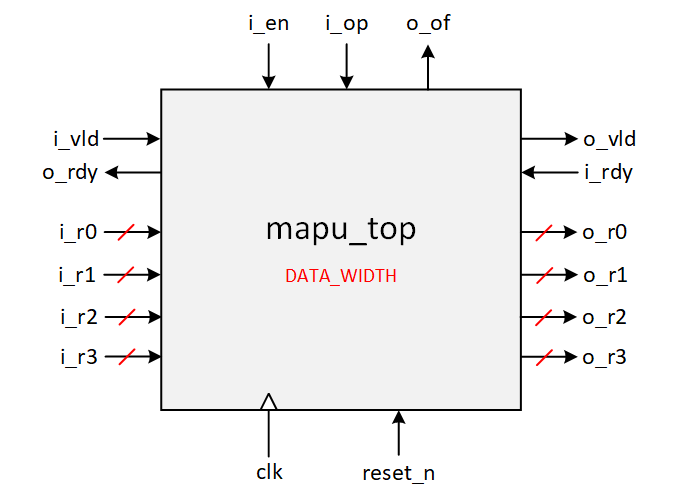 i_en i_op o_of
i_vld o_vld
o_rdy i_rdy
mapu_top
i_r0 o_r0
DATA_WIDTH
i_r1 o_r1
i_r2 o_r2
i_r3 o_r3
clk reset_n